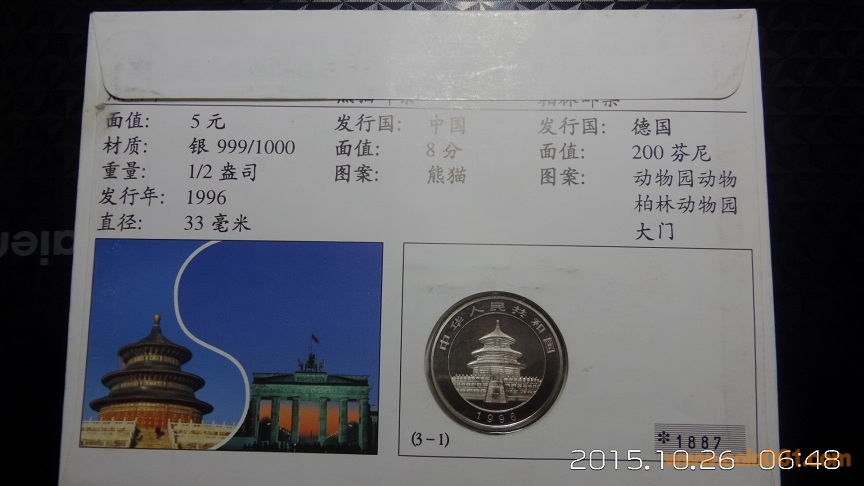 面值: 5元
材质: 银 999/1000
重量: 1/2 盎司
发行年: 1996
直径: 33 毫米
发行国: 中国
面值: 8分
图案: 熊猫
柏林邮票
发行国: 德国
面值: 200 芬尼
图案: 动物园动物
柏林动物园
大门
中华人民共和国
1996
(3-1)
*1887
2015.10.26 06:48